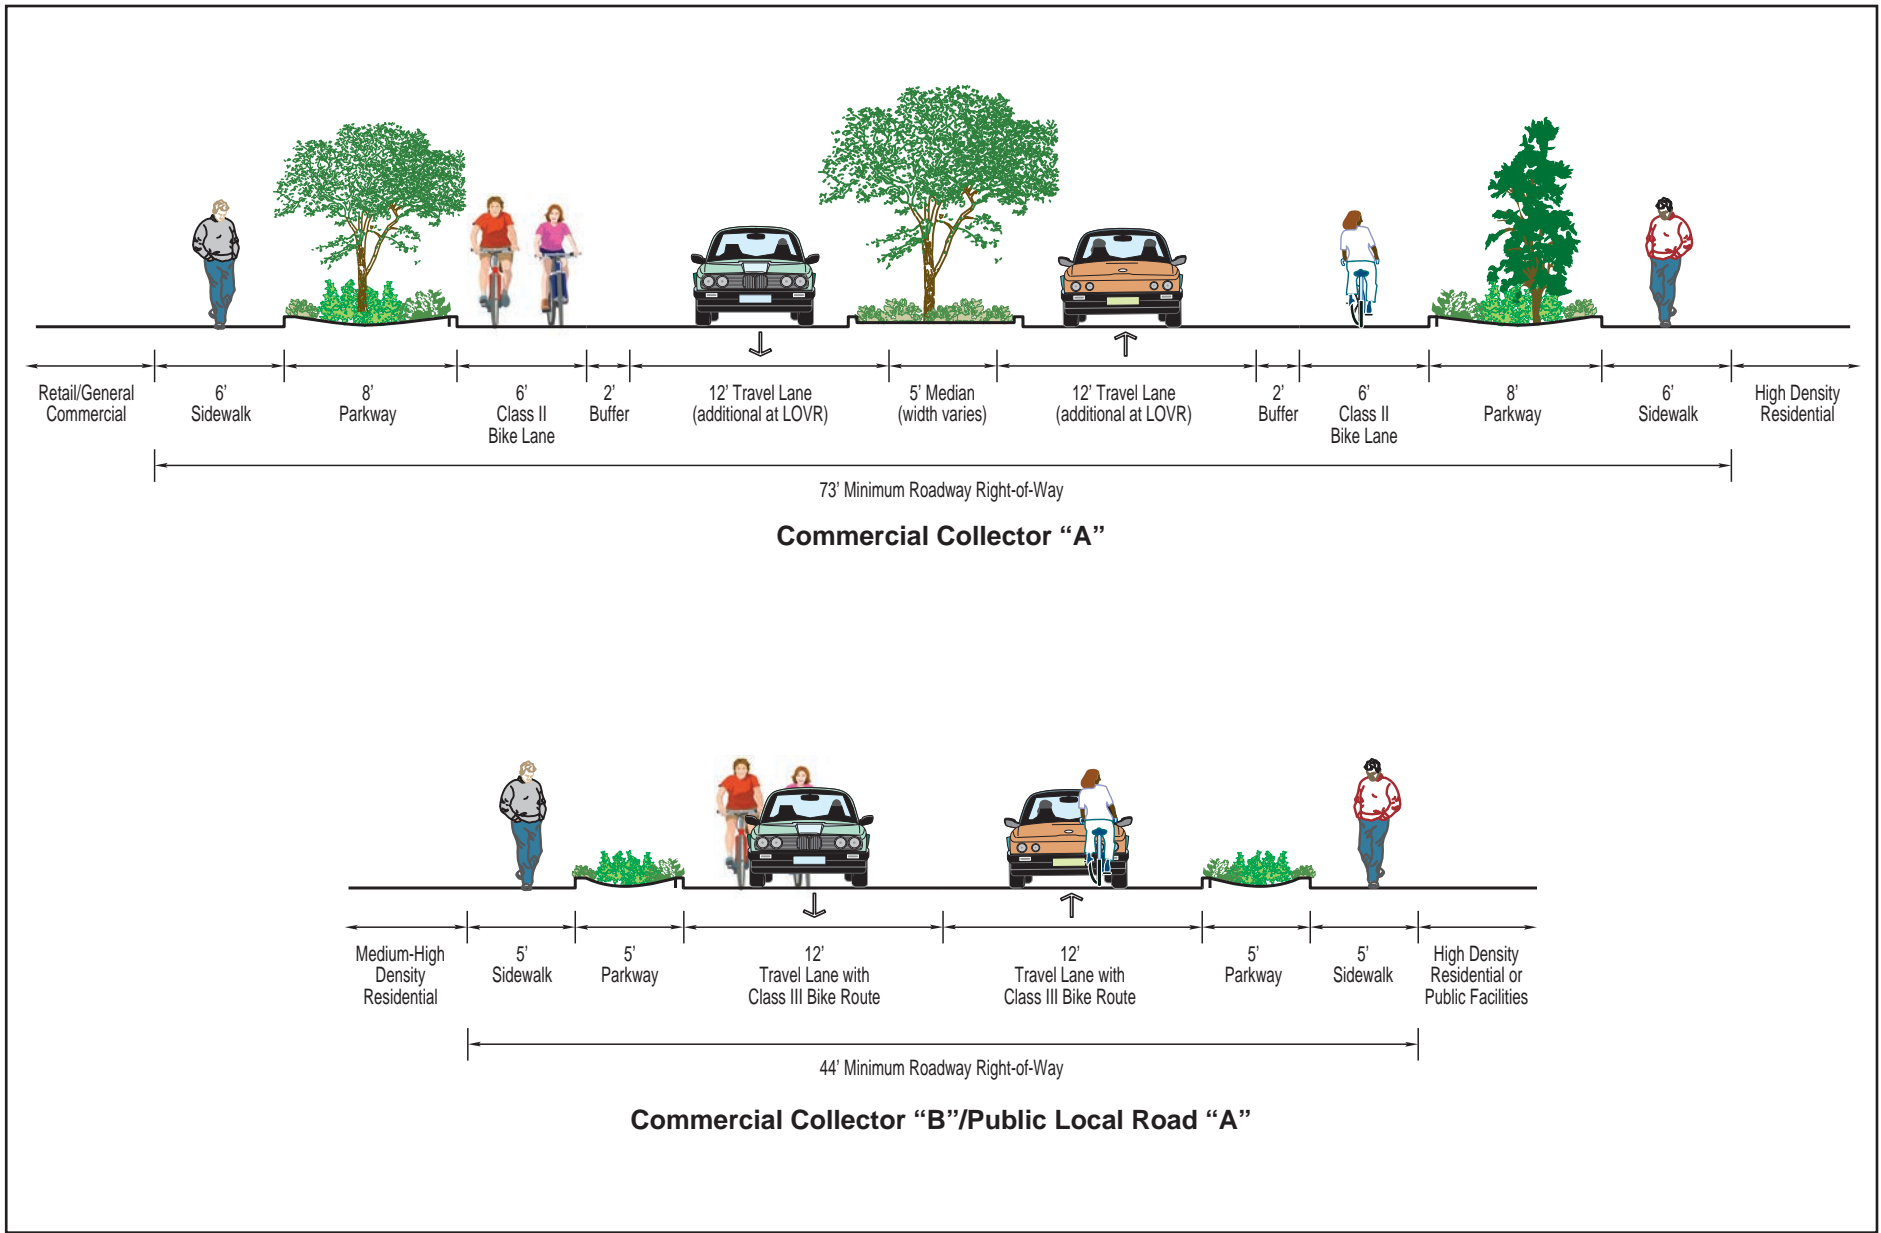 Retail/General
Commercial
6’
Sidewalk
8’
Parkway
6’
Class II
Bike Lane
2’
Buffer
12’ Travel Lane
(additional at LOVR)
5’ Median
(width varies)
12’ Travel Lane
(additional at LOVR)
2’
Buffer
6’
Class II
Bike Lane
8’
Parkway
6’
Sidewalk
High Density
Residential
73’ Minimum Roadway Right-of-Way
Commercial Collector “A”
Medium-High
Density
Residential
5’
Sidewalk
5’
Parkway
12’
Travel Lane with
Class III Bike Route
12’
Travel Lane with
Class III Bike Route
5’
Parkway
5’
Sidewalk
High Density
Residential or
Public Facilities
44’ Minimum Roadway Right-of-Way
Commercial Collector “B”/Public Local Road “A”